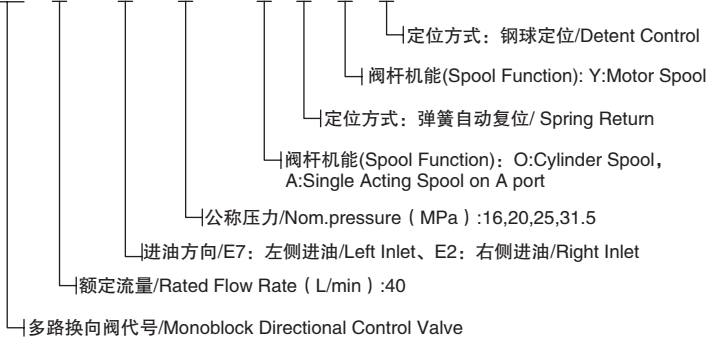 定位方式：钢球定位/Detent Control
阀杆机能(Spool Function): Y:Motor Spool
定位方式：弹簧自动复位/ Spring Return
阀杆机能(Spool Function)：O:Cylinder Spool，
A:Single Acting Spool on A port
公称压力/Nom.pressure（MPa）:16,20,25,31.5
进油方向/E7：左侧进油/Left Inlet、E2：右侧进油/Right Inlet
额定流量/Rated Flow Rate（L/min）:40
多路换向阀代号/Monoblock Directional Control Valve